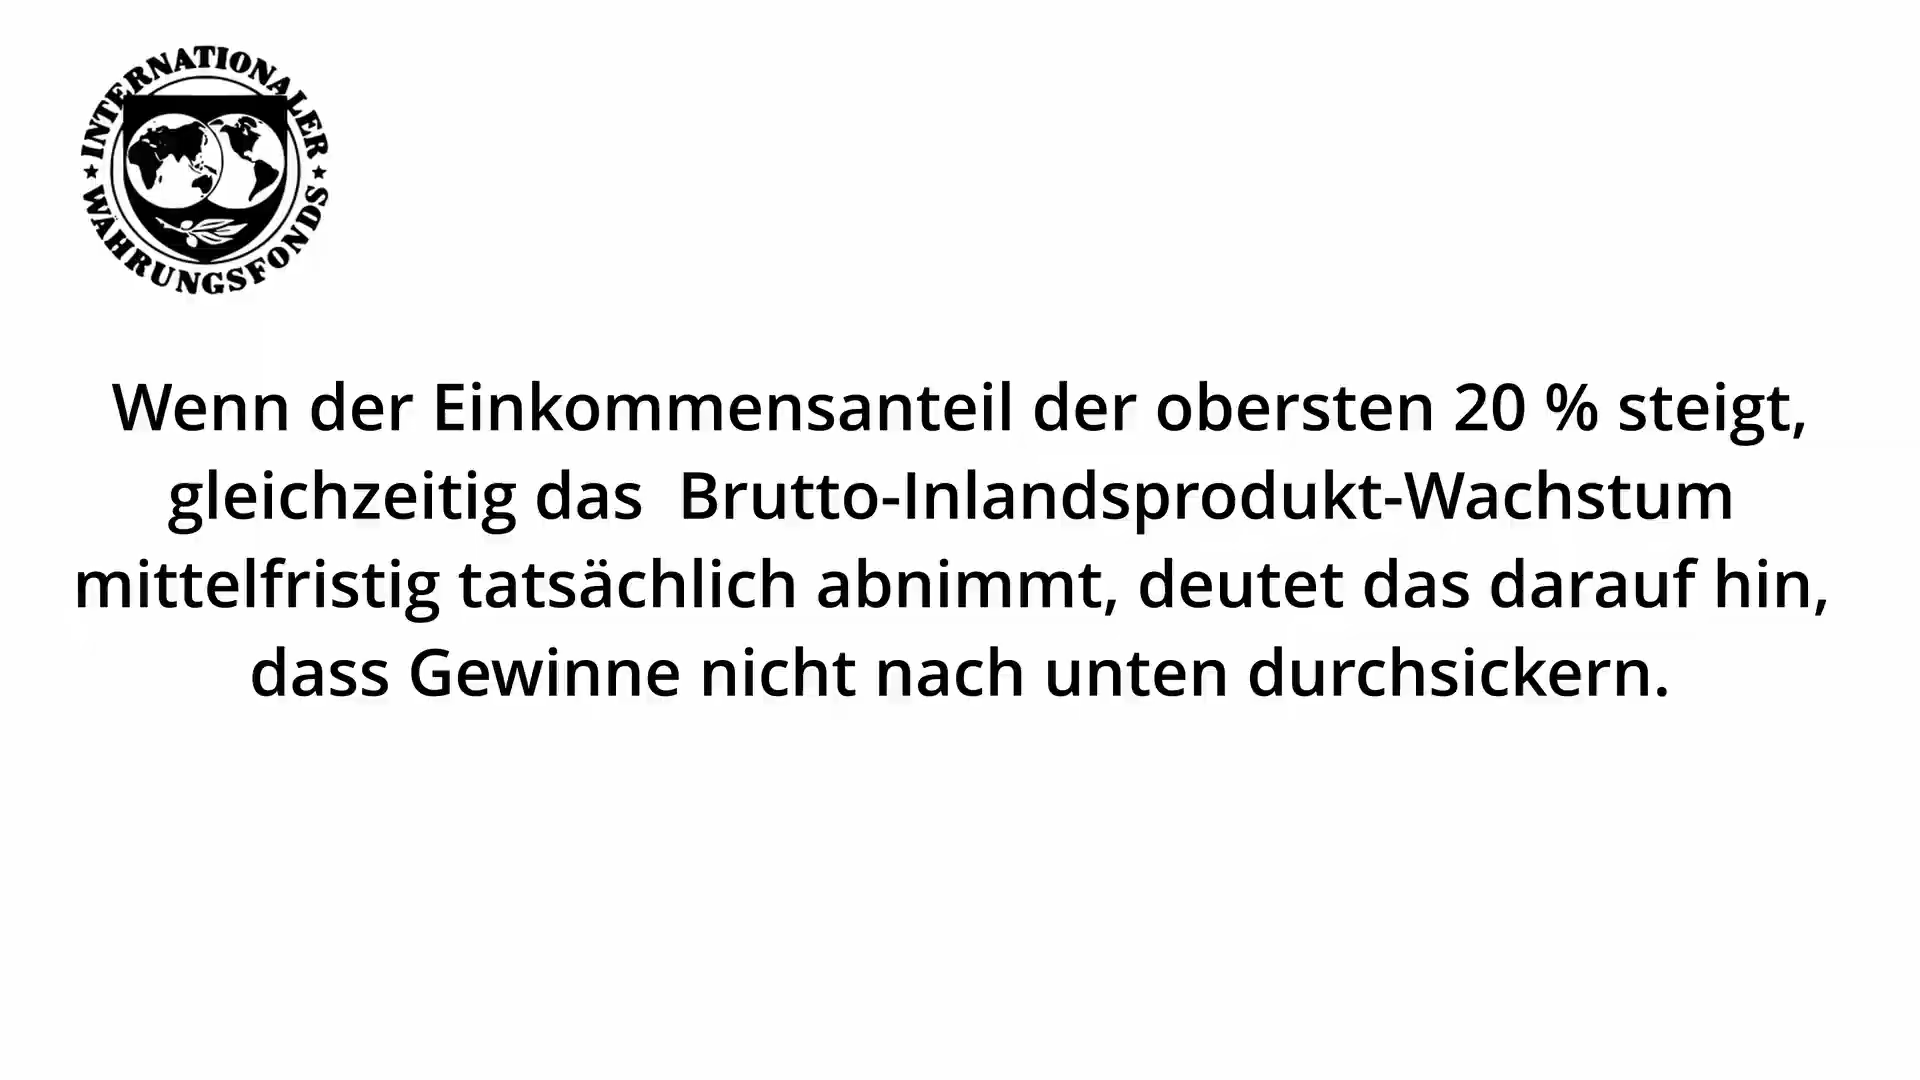 INTERNATIONALER
WÄHRUNGSFONDS
Wenn der Einkommensanteil der obersten 20 % steigt,
gleichzeitig das  Brutto-Inlandsprodukt-Wachstum
mittelfristig tatsächlich abnimmt, deutet das darauf hin,
dass Gewinne nicht nach unten durchsickern.